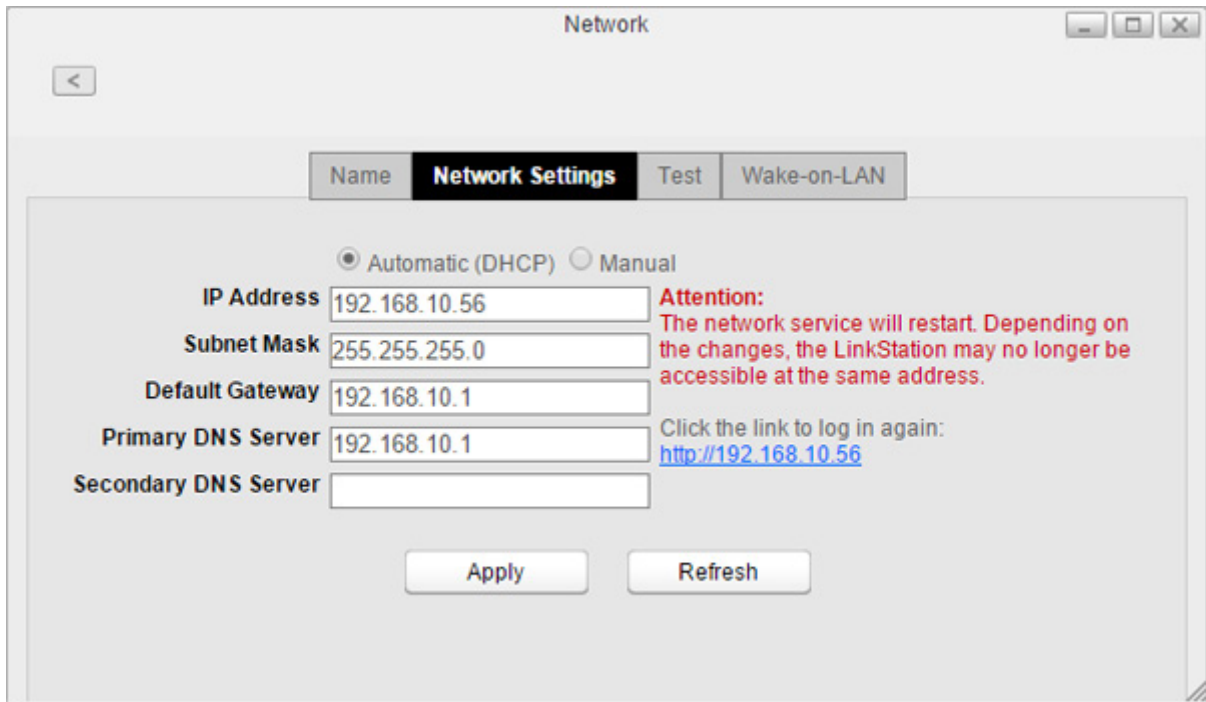 Network
<
Name Network Settings Test Wake-on-LAN
Automatic (DHCP) Manual
IP Address 192.168.10.56
Subnet Mask 255.255.255.0
Default Gateway 192.168.10.1
Primary DNS Server 192.168.10.1
Secondary DNS Server
Attention:
The network service will restart. Depending on
the changes, the LinkStation may no longer be
accessible at the same address.
Click the link to log in again:
http://192.168.10.56
Apply Refresh